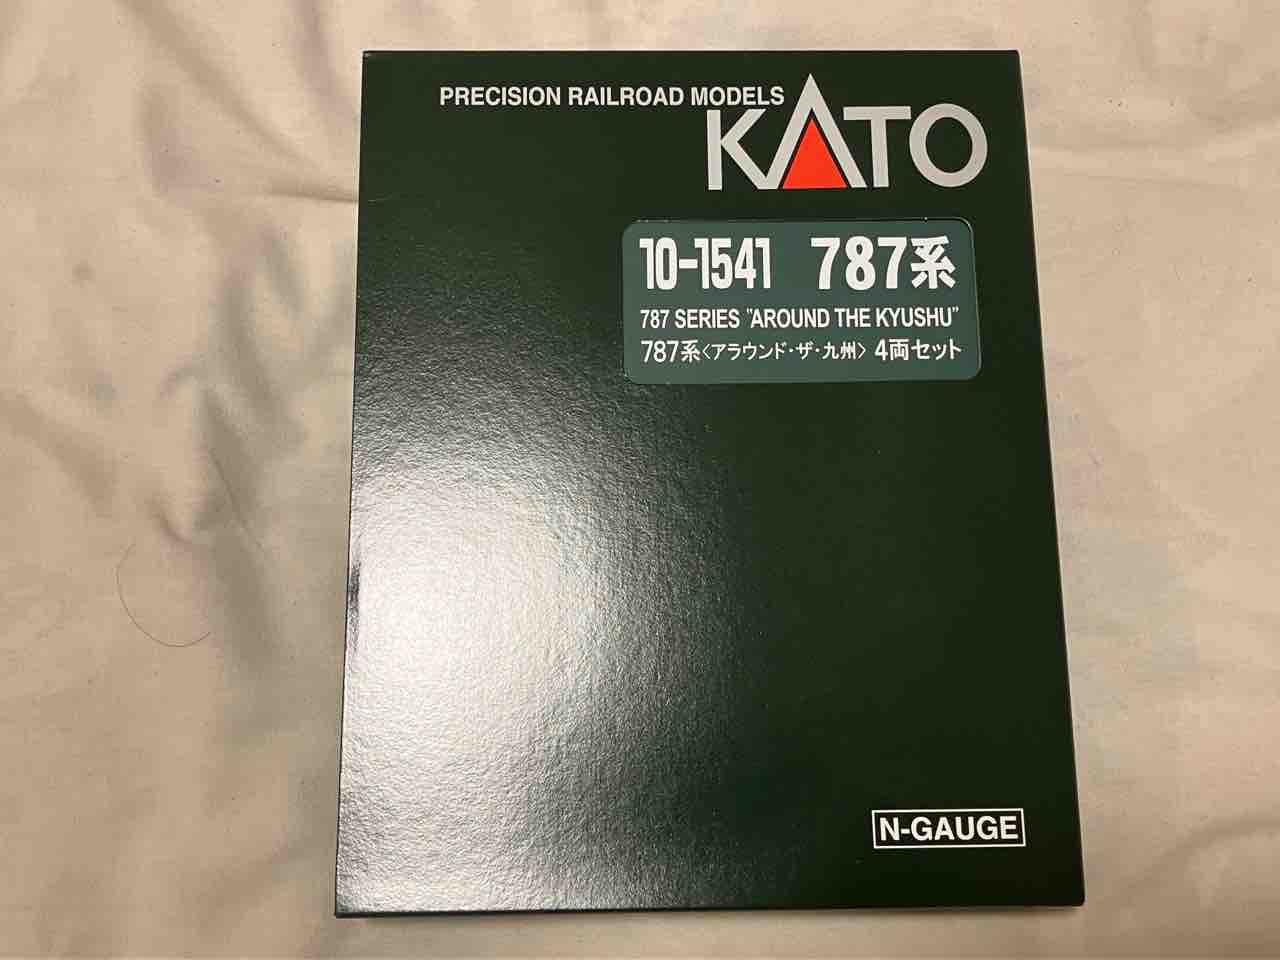 PRECISION RAILROAD MODELS
KATO
10-1541 787系
787 SERIES "AROUND THE KYUSHU"
787系〈アラウンド・ザ・九州〉 4両セット
N-GAUGE